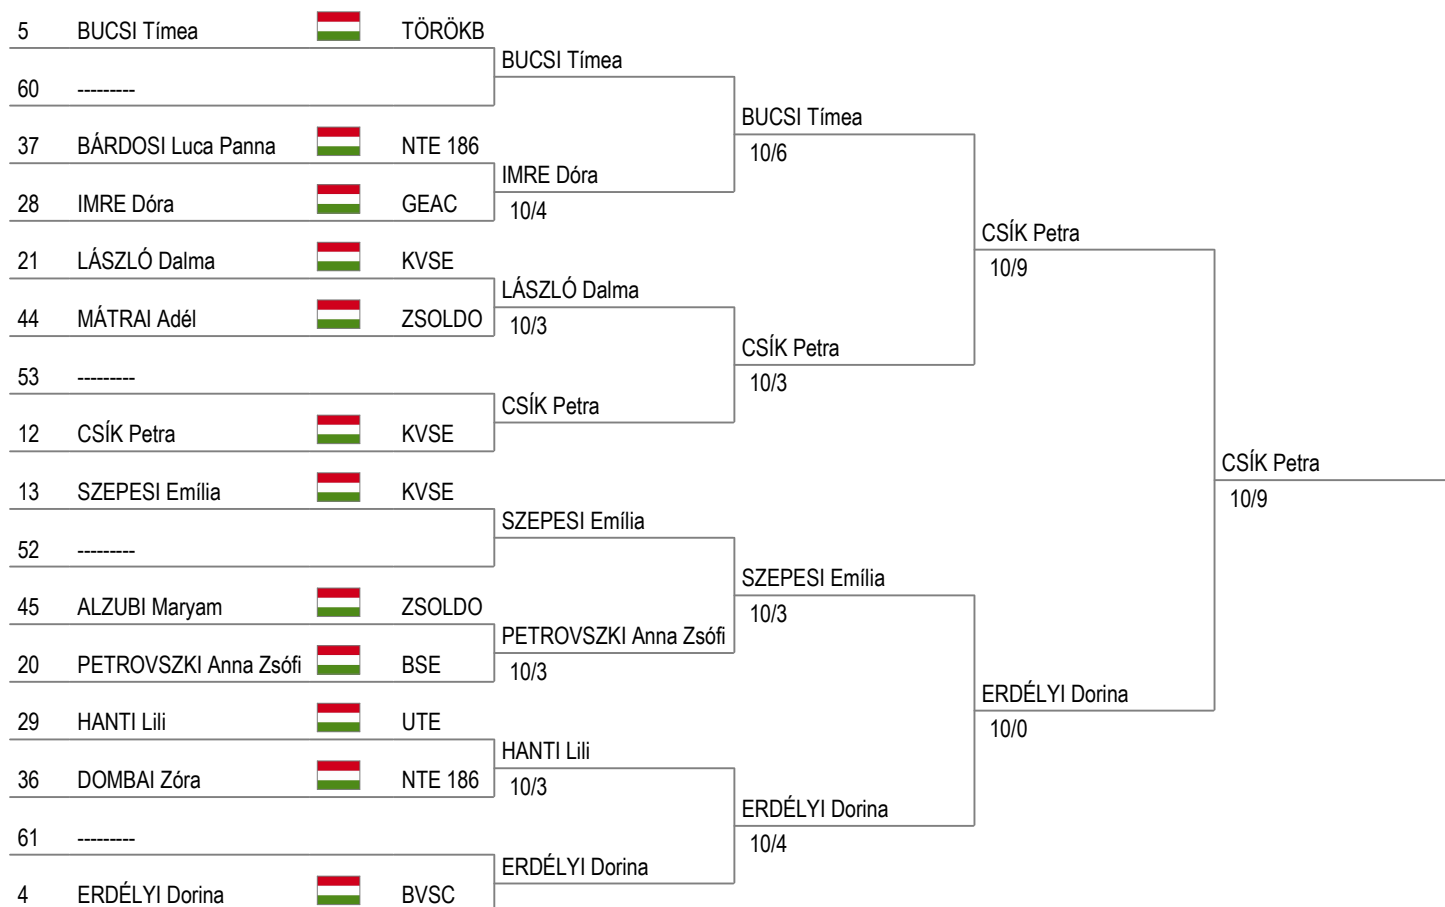 5 BUCSI Tímea TÖRÖKB
BUCSI Tímea
60 ---------
BUCSI Tímea
10/6
37 BÁRDOSI Luca Panna NTE 186
IMRE Dóra
10/4
28 IMRE Dóra GEAC
CSÍK Petra
10/9
21 LÁSZLÓ Dalma KVSE
LÁSZLÓ Dalma
10/3
44 MÁTRAI Adél ZSOLDO
CSÍK Petra
10/3
53 ---------
CSÍK Petra
12 CSÍK Petra KVSE
CSÍK Petra
10/9
13 SZEPESI Emília KVSE
SZEPESI Emília
52 ---------
SZEPESI Emília
10/3
45 ALZUBI Maryam ZSOLDO
PETROVSZKI Anna Zsófi
10/3
20 PETROVSZKI Anna Zsófi BSE
ERDÉLYI Dorina
10/0
29 HANTI Lili UTE
HANTI Lili
10/3
36 DOMBAI Zóra NTE 186
ERDÉLYI Dorina
10/4
61 ---------
ERDÉLYI Dorina
4 ERDÉLYI Dorina BVSC